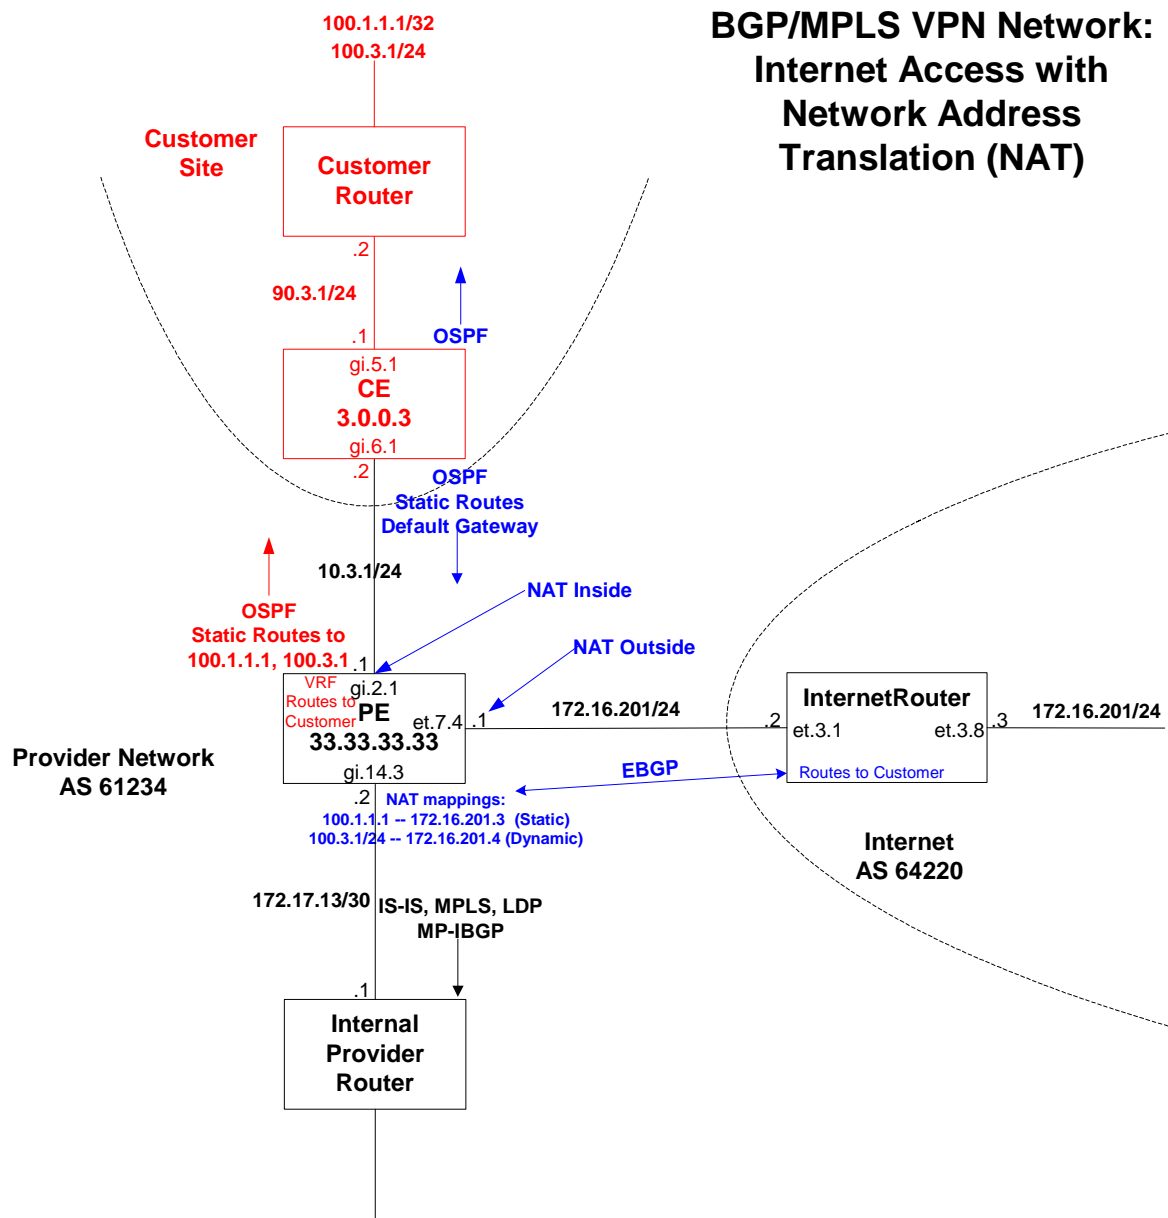 BGP/MPLS VPN Network:
Internet Access with
Network Address
Translation (NAT)
100.1.1.1/32
100.3.1/24
Customer
Site
Customer
Router
.2
90.3.1/24
.1
OSPF
gi.5.1
CE
3.0.0.3
gi.6.1
.2
OSPF
Static Routes
Default Gateway
10.3.1/24
NAT Inside
OSPF
Static Routes to
100.1.1.1, 100.3.1
.1
NAT Outside
VRF
Routes to
Customer
gi.2.1
PE
33.33.33.33
et.7.4
gi.14.3
.1
172.16.201/24
.2
InternetRouter
et.3.1
et.3.8
Routes to Customer
.3
172.16.201/24
Provider Network
AS 61234
EBGP
.2
NAT mappings:
100.1.1.1 -- 172.16.201.3 (Static)
100.3.1/24 -- 172.16.201.4 (Dynamic)
Internet
AS 64220
172.17.13/30
IS-IS, MPLS, LDP
MP-IBGP
.1
Internal
Provider
Router